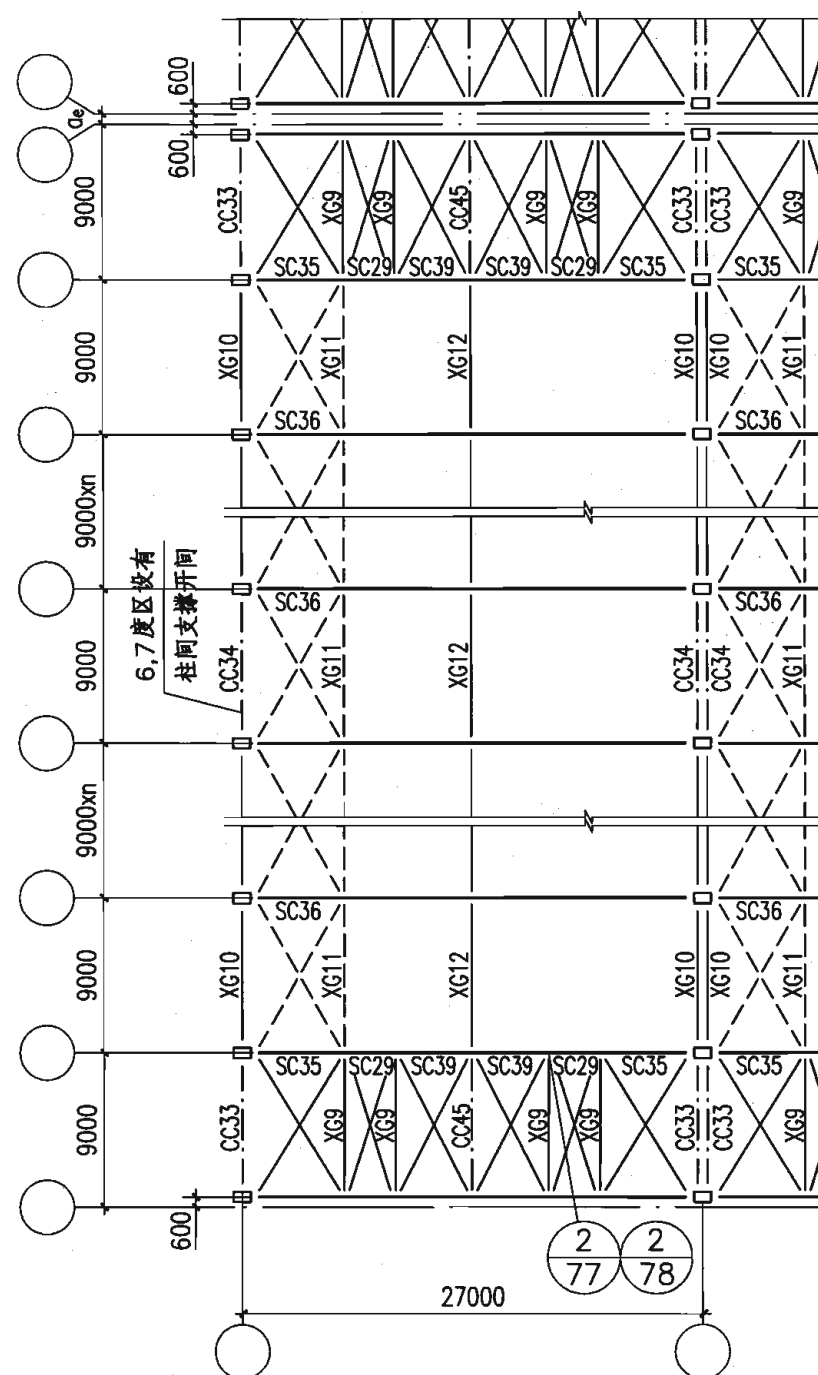 600
ae
600
9000
CC33
XG9
XG9
CC45
XG9
XG9
CC33
CC33
XG9
SC35
SC29
SC39
SC39
SC29
SC35
SC35
9000
XG10
XG11
XG12
XG10
XG10
XG11
SC36
SC36
9000xn
6,7度区设有
柱间支撑开间
SC36
SC36
9000
CC34
XG11
XG12
CC34
CC34
XG11
9000xn
SC36
SC36
9000
XG10
XG11
XG12
XG10
XG10
XG11
SC35
SC29
SC39
SC39
SC29
SC35
SC35
9000
CC33
XG9
XG9
CC45
XG9
XG9
CC33
CC33
XG9
600
2
77
2
78
27000